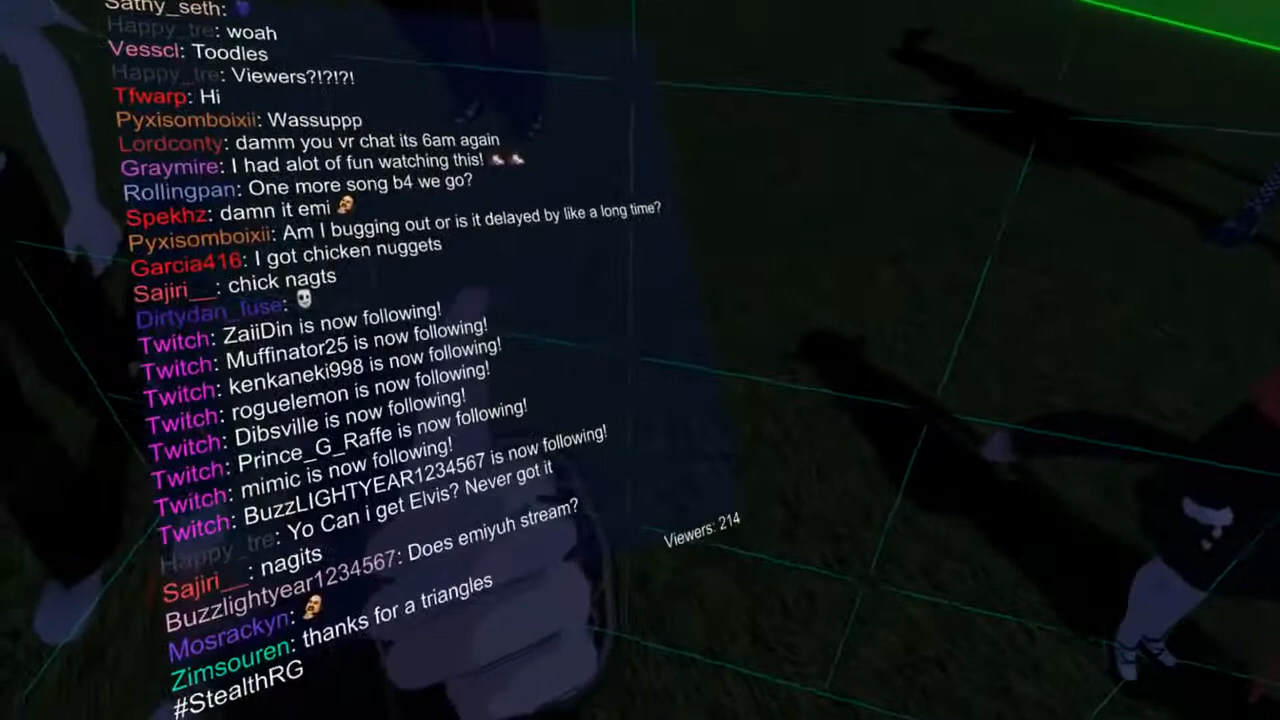 Sathy_seth: 💜
Happy_tre: woah
Vesscl: Toodles
Happy_tre: Viewers?!?!?!
Tfwarp: Hi
Pyxisomboixii: Wassuppp
Lordconty: damm you vr chat its 6am again
Graymire: I had alot of fun watching this!
Rollingpan: One more song b4 we go?
Spekhz: damn it emi
Pyxisomboixii: Am I bugging out or is it delayed by like a long time?
Garcia416: I got chicken nuggets
Sajiri__: chick nagts
Dirtydan_fuse:
Twitch: ZaiiDin is now following!
Twitch: Muffinator25 is now following!
Twitch: kenkaneki998 is now following!
Twitch: roguelemon is now following!
Twitch: Dibsville is now following!
Twitch: Prince_G_Raffe is now following!
Twitch: mimic is now following!
Twitch: BuzzLIGHTYEAR1234567 is now following!
Happy_tre: Yo Can i get Elvis? Never got it
Sajiri__: nagits
Buzzlightyear1234567: Does emiyuh stream?
Mosrackyn:
Zimsouren: thanks for a triangles
#StealthRG
Viewers: 214